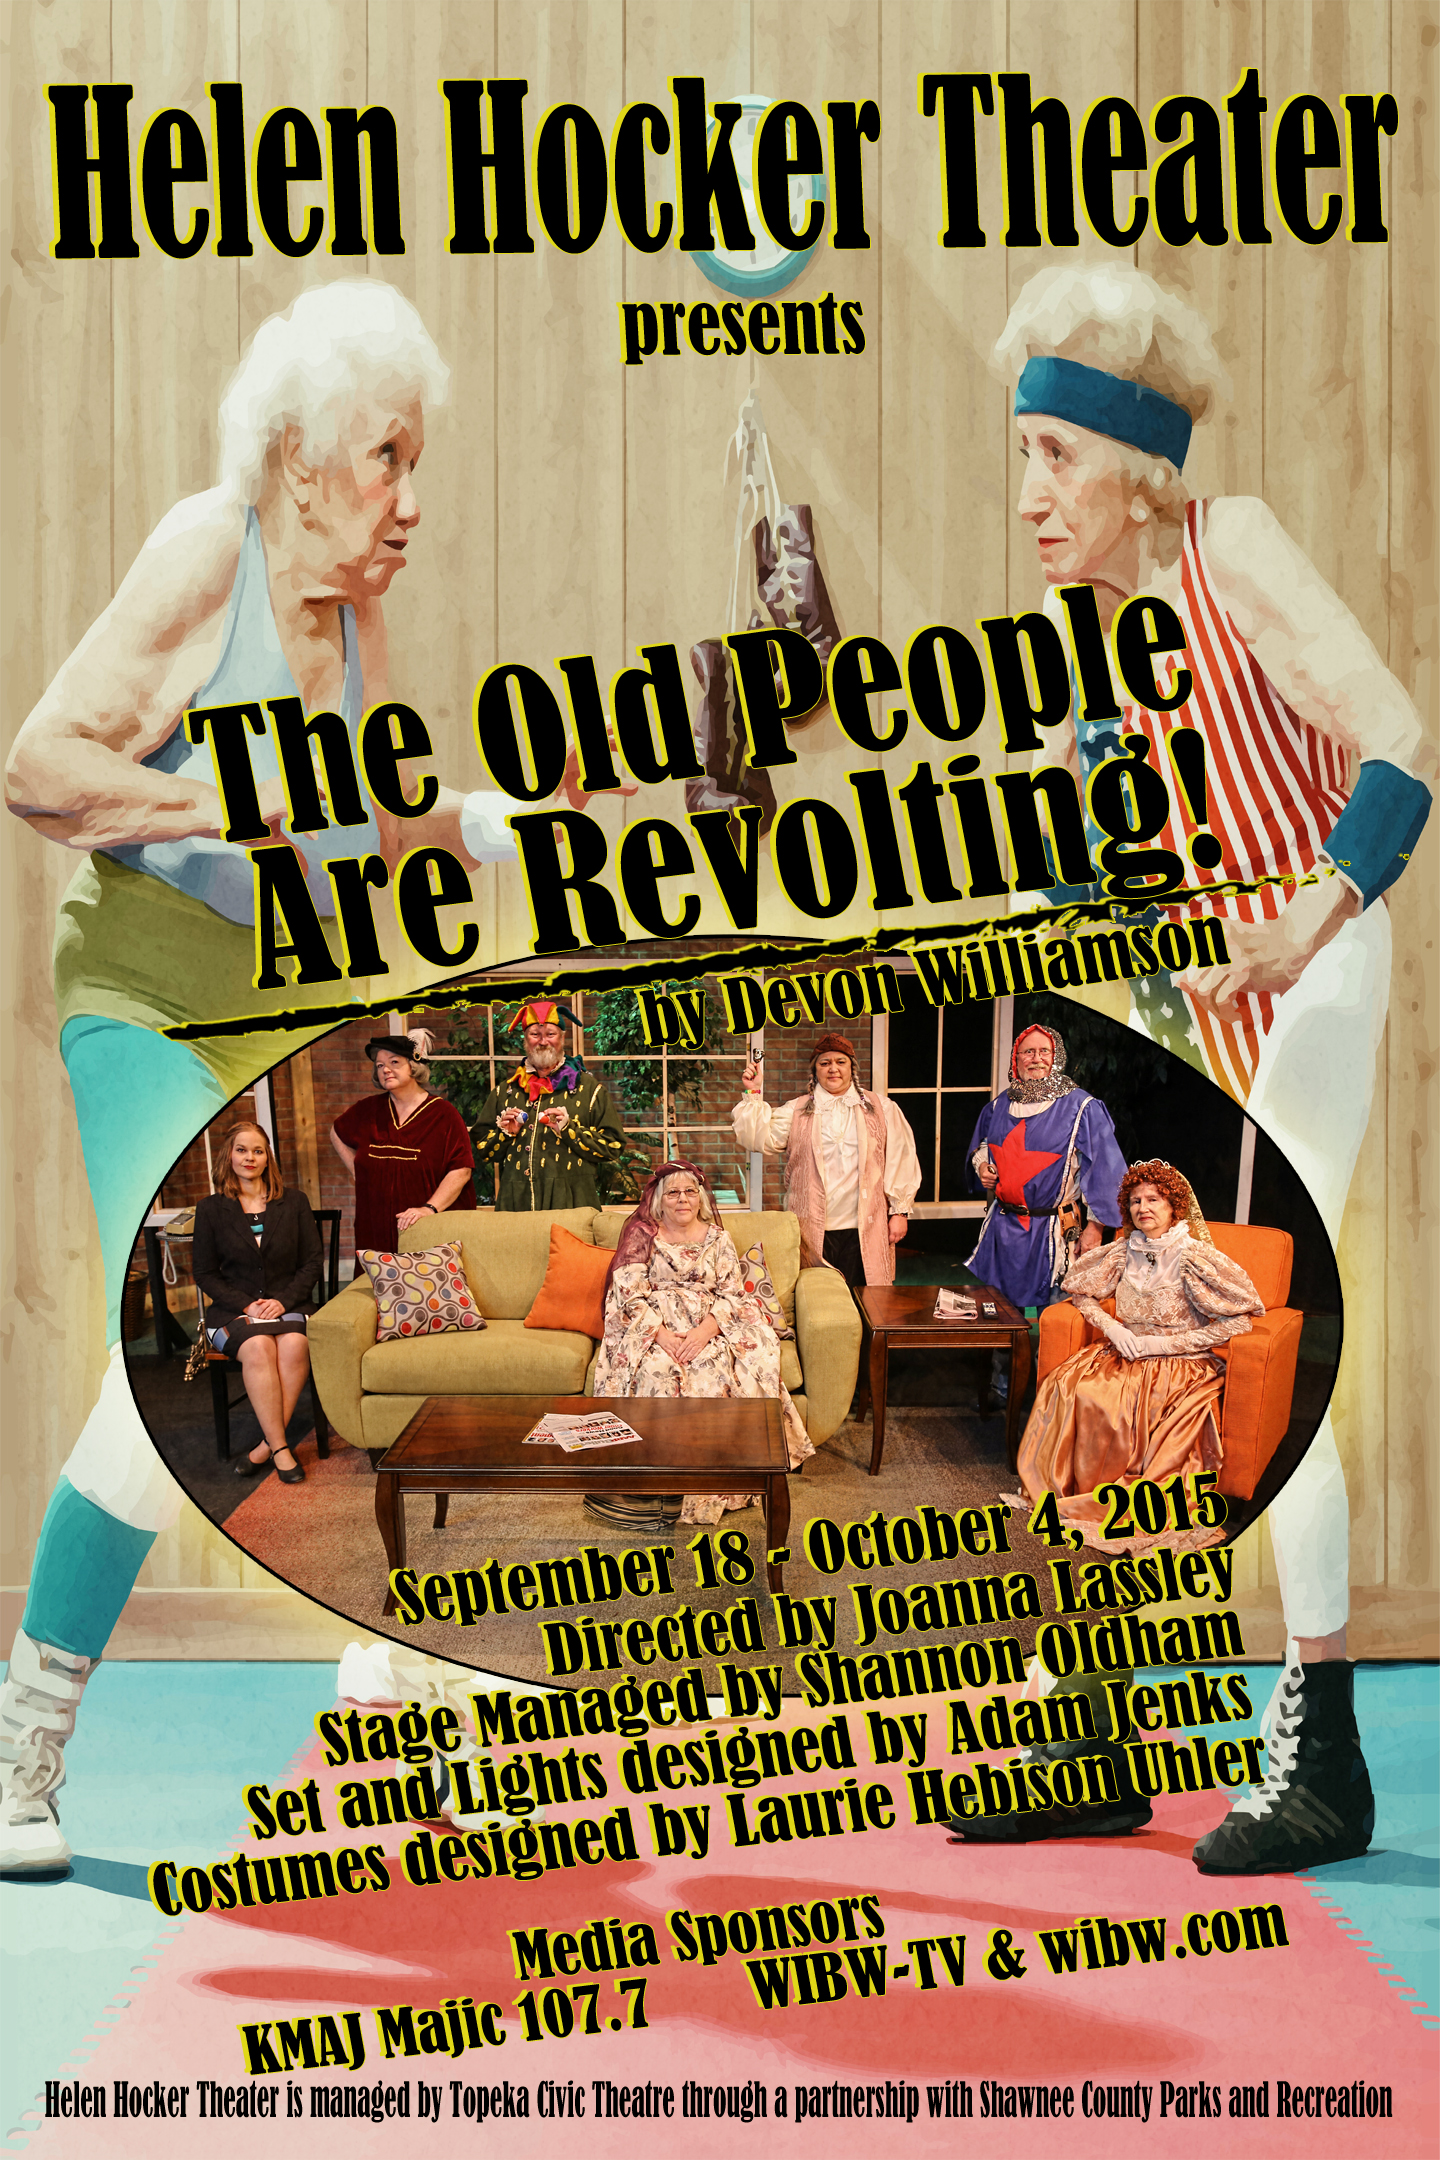 Helen Hocker Theater
presents
The Old People
Are Revolting!
by Devon Williamson
September 18 - October 4, 2015
Directed by Joanna Lassley
Stage Managed by Shannon Oldham
Set and Lights designed by Adam Jenks
Costumes designed by Laurie Hebison Uhler
Media Sponsors
KMAJ Majic 107.7 WIBW-TV & wibw.com
Helen Hocker Theater is managed by Topeka Civic Theatre through a partnership with Shawnee County Parks and Recreation